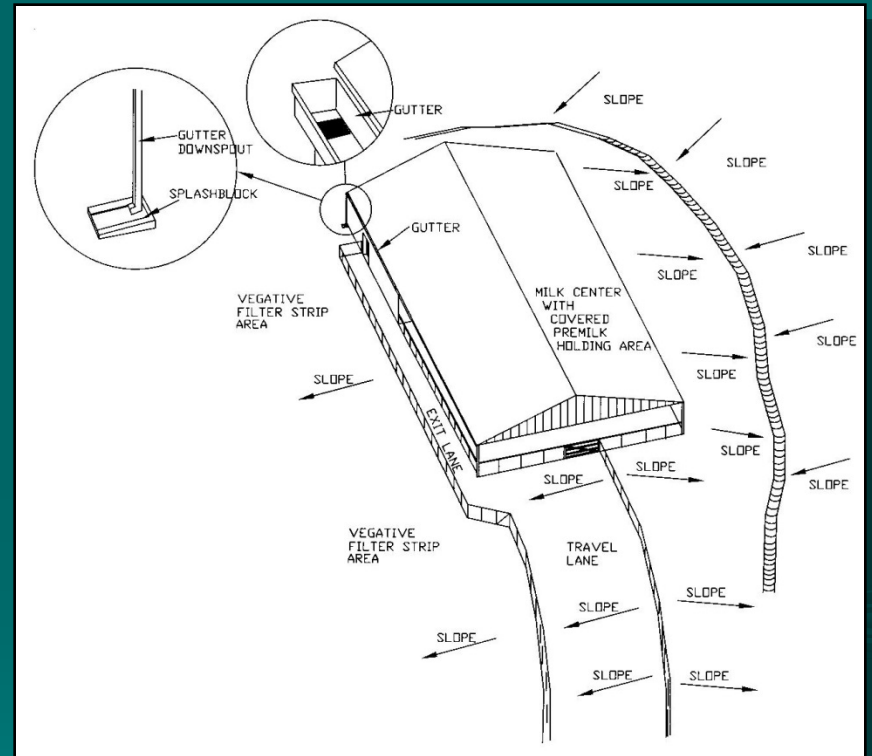 GUTTER
DOWNSPOUT
SPLASHBLOCK
GUTTER
GUTTER
SLOPE
SLOPE
SLOPE
SLOPE
SLOPE
VEGATIVE
FILTER STRIP
AREA
MILK CENTER
WITH
COVERED
PREMILK
HOLDING AREA
SLOPE
SLOPE
SLOPE
EXIT LANE
SLOPE
SLOPE
SLOPE
SLOPE
VEGATIVE
FILTER STRIP
AREA
TRAVEL
LANE
SLOPE
SLOPE
SLOPE
SLOPE
SLOPE